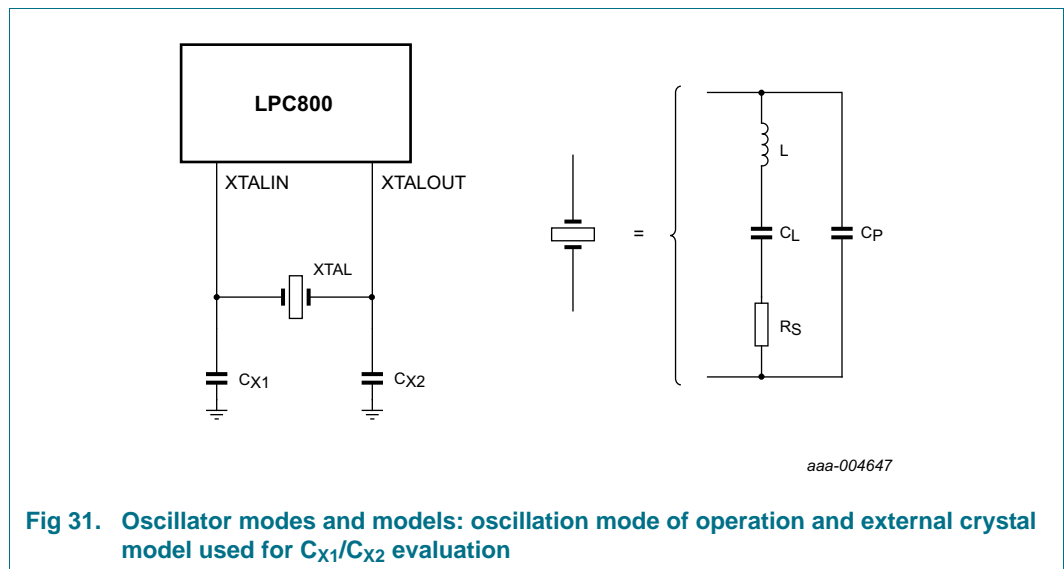 LPC800
XTALIN
XTALOUT
XTAL
CX1
CX2
=
L
CL
CP
RS
aaa-004647
Fig 31. Oscillator modes and models: oscillation mode of operation and external crystal
model used for CX1/CX2 evaluation